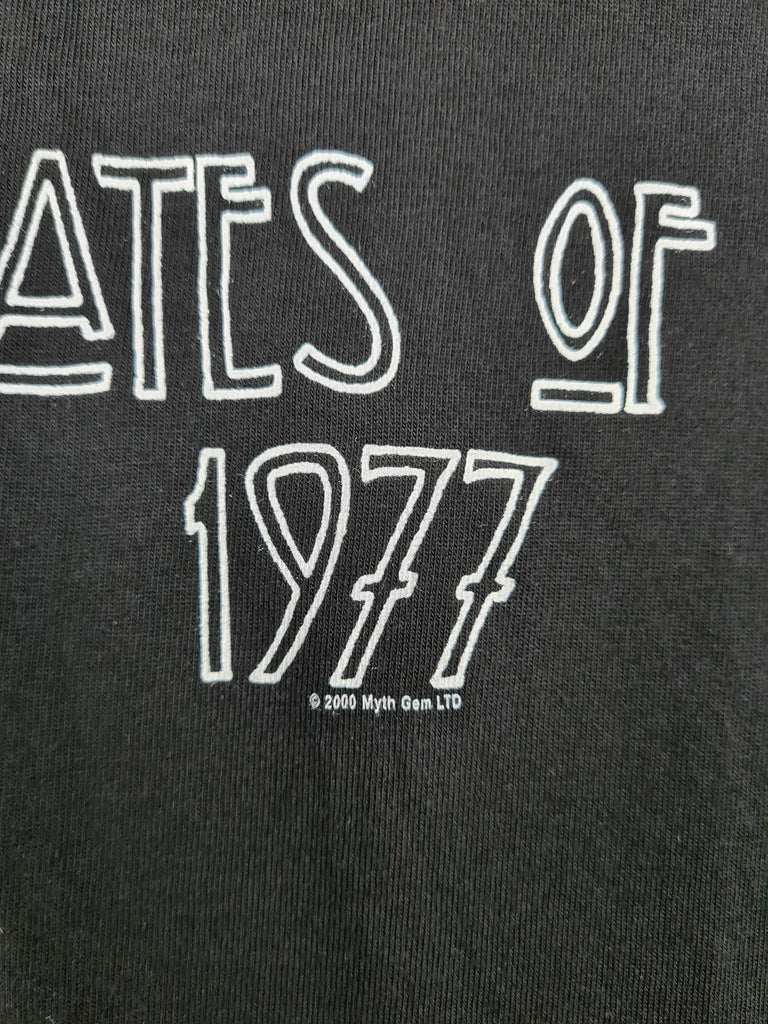 ATES OF
1977
© 2000 Myth Gem LTD